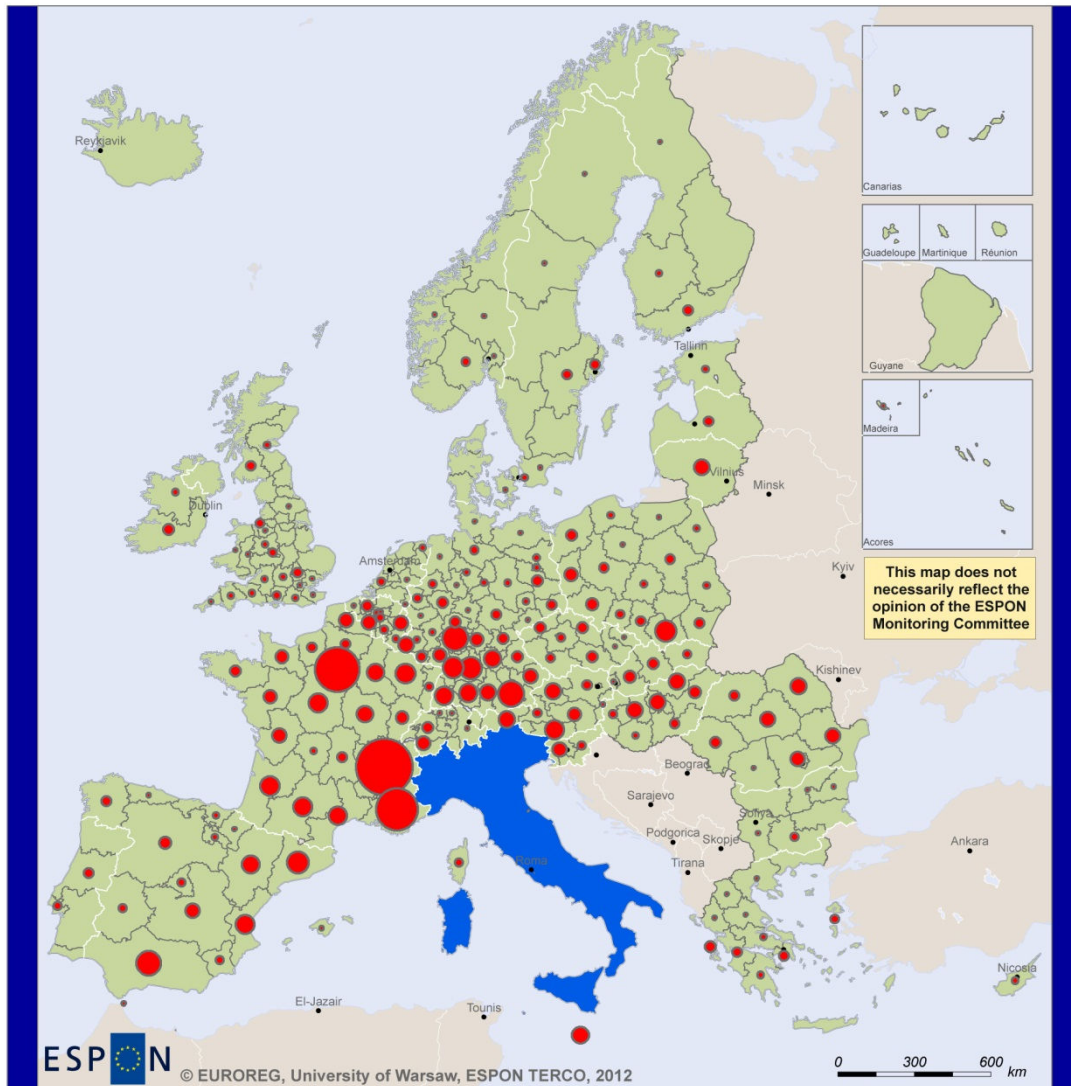 Reykjavik
Canarias
Guadeloupe
Martinique
Réunion
Guyane
Madeira
Acores
This map does not
necessarily reflect the
opinion of the ESPON
Monitoring Committee
Tallinn
Vilnius
Minsk
Dublin
Amsterdam
Kyiv
Kishinev
Beograd
Sarajevo
Sofiya
Podgorica
Skopje
Ankara
Tirana
Roma
Nicosia
El-Jazair
Tounis
ESPON
© EUROREG, University of Warsaw, ESPON TERCO, 2012
0 300 600
km